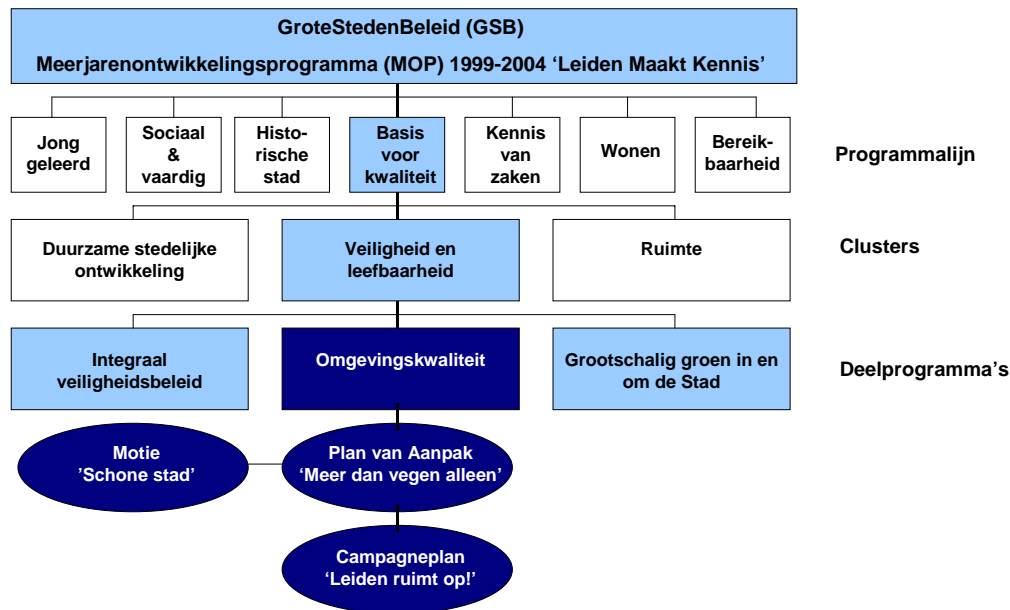 GroteStedenBeleid (GSB)
Meerjarenontwikkelingsprogramma (MOP) 1999-2004 ‘Leiden Maakt Kennis’
Jong
geleerd
Sociaal
&
vaardig
Histo-
rische
stad
Basis
voor
kwaliteit
Kennis
van
zaken
Wonen
Bereik-
baarheid
Programmalijn
Duurzame stedelijke
ontwikkeling
Veiligheid en
leefbaarheid
Ruimte
Clusters
Integraal
veiligheidsbeleid
Omgevingskwaliteit
Grootschalig groen in en
om de Stad
Deelprogramma’s
Motie
’Schone stad’
Plan van Aanpak
‘Meer dan vegen alleen’
Campagneplan
‘Leiden ruimt op!’